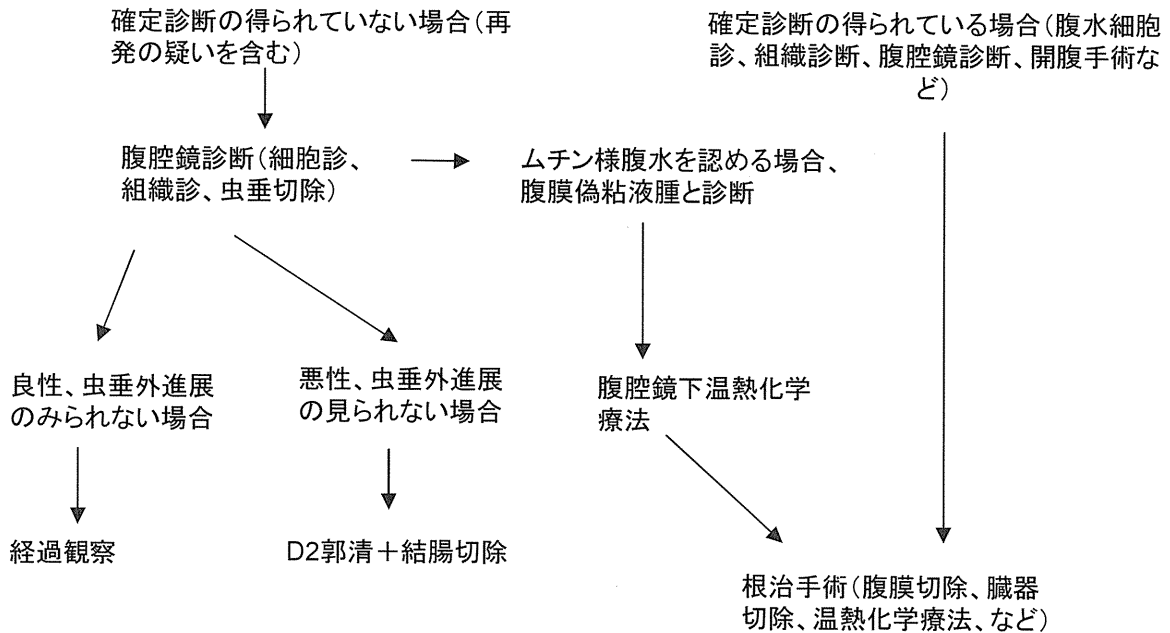 確定診断の得られていない場合(再
発の疑いを含む)
確定診断の得られている場合(腹水細胞
診、組織診断、腹腔鏡診断、開腹手術な
ど)
腹腔鏡診断(細胞診、
組織診、虫垂切除)
ムチン様腹水を認める場合、
腹膜偽粘液腫と診断
良性、虫垂外進展
のみられない場合
悪性、虫垂外進展
の見られない場合
腹腔鏡下温熱化学
療法
経過観察
D2郭清+結腸切除
根治手術(腹膜切除、臓器
切除、温熱化学療法、など)